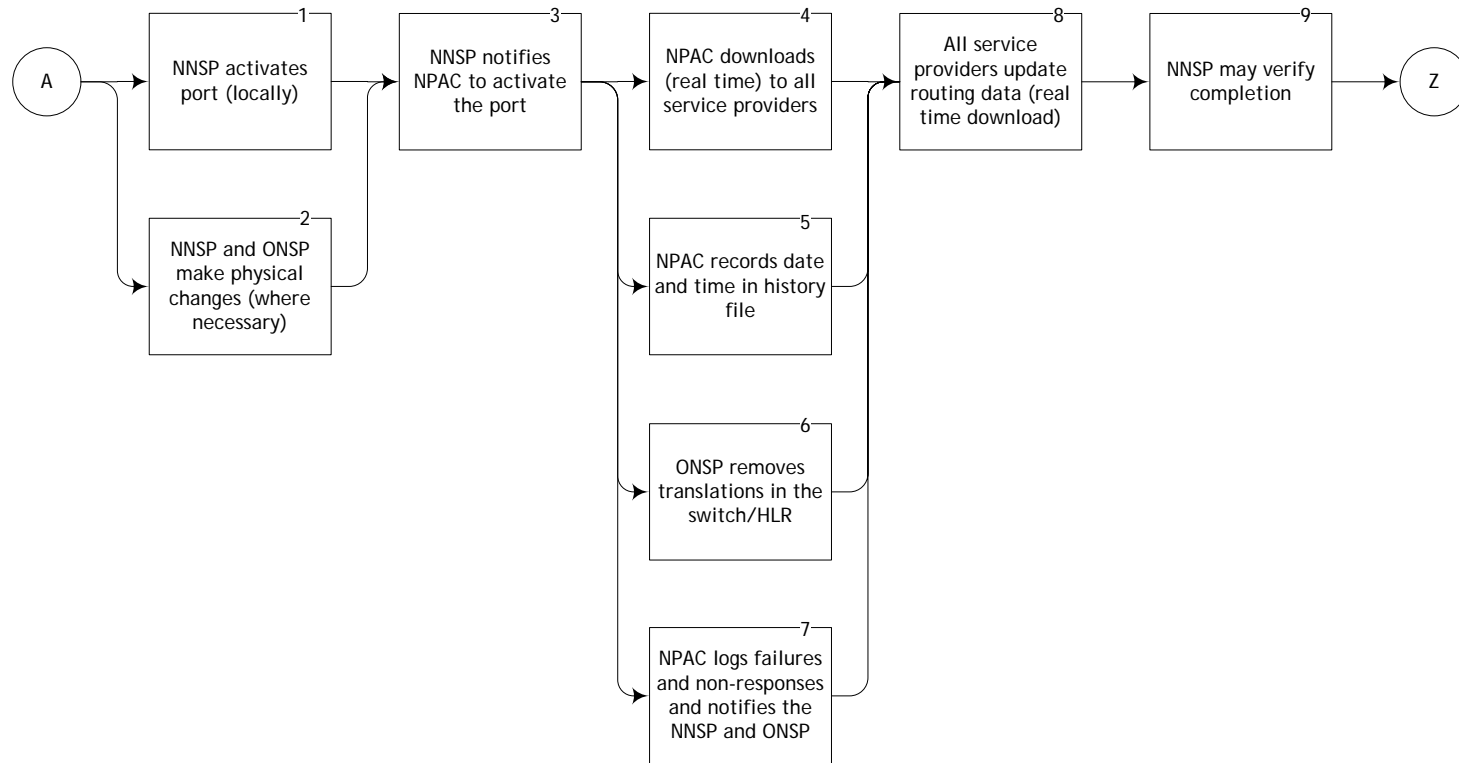 A
1
NNSP activates
port (locally)
2
NNSP and ONSP
make physical
changes (where
necessary)
3
NNSP notifies
NPAC to activate
the port
4
NPAC downloads
(real time) to all
service providers
5
NPAC records date
and time in history
file
6
ONSP removes
translations in the
switch/HLR
7
NPAC logs failures
and non-responses
and notifies the
NNSP and ONSP
8
All service
providers update
routing data (real
time download)
9
NNSP may verify
completion
Z